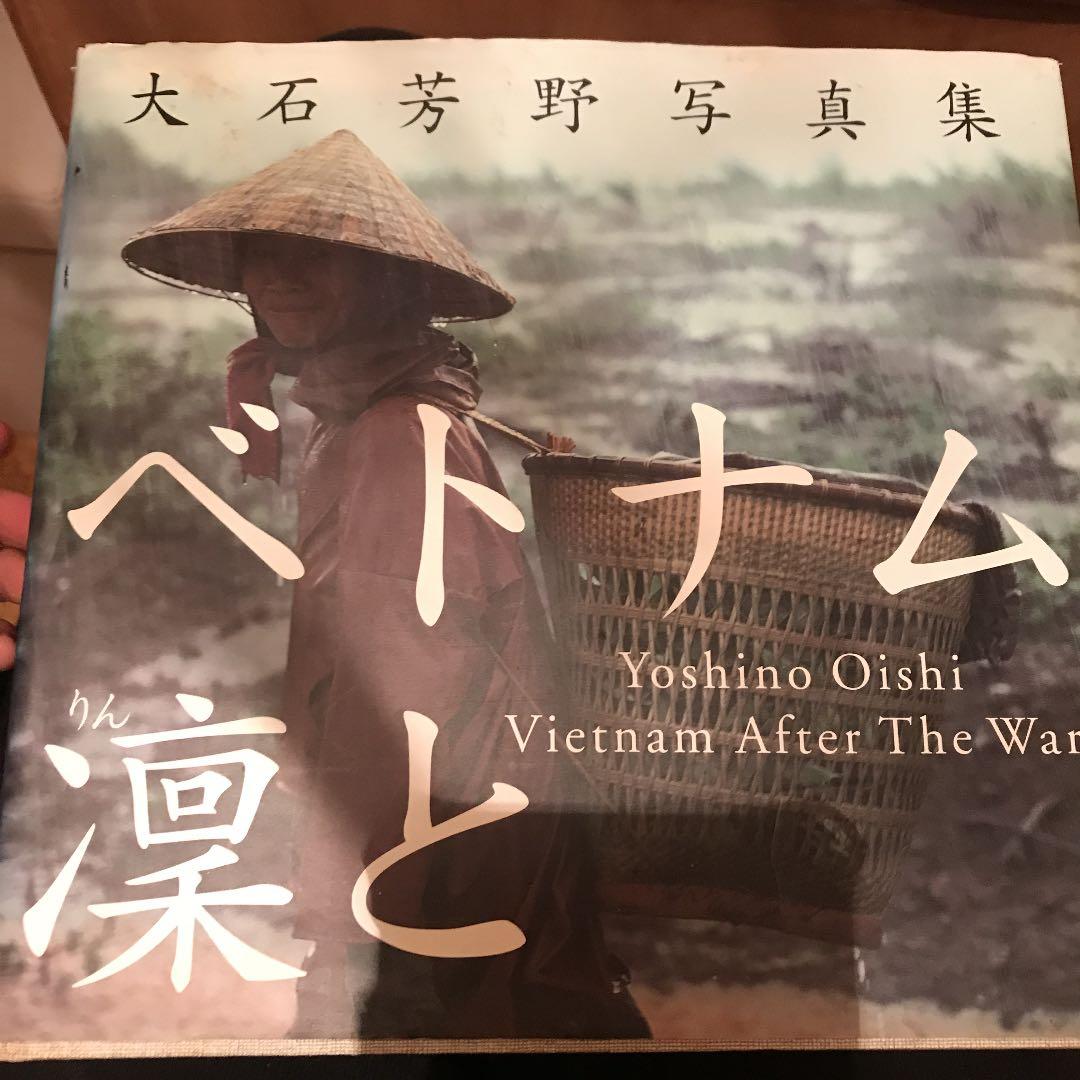 大石芳野写真集
ベトナム
Yoshino Oishi
Vietnam After The War
りん
凜と